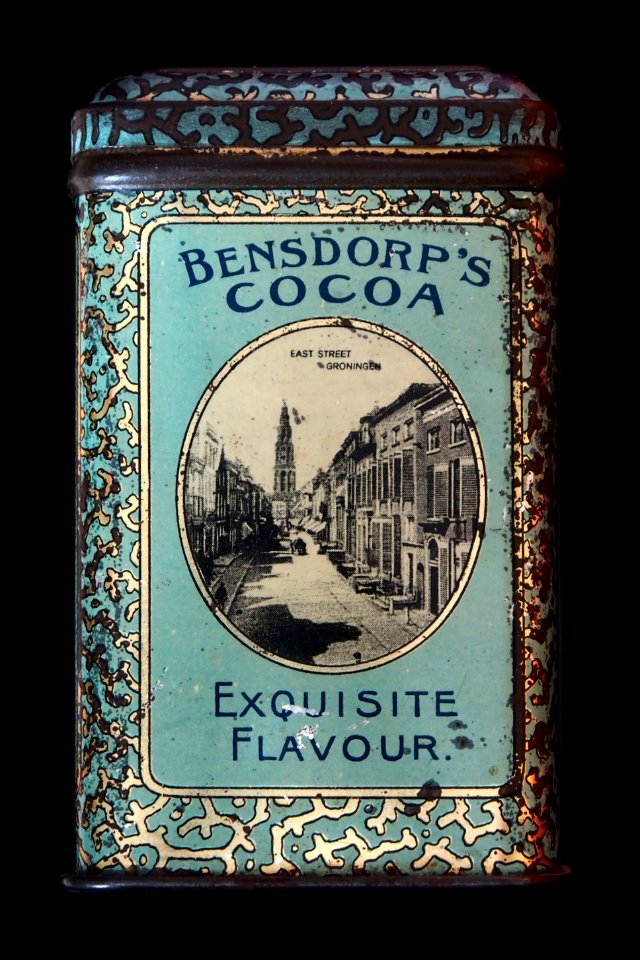 BENSDORP'S
COCOA
EAST STREET
GRONINGEN
EXQUISITE
FLAVOUR.